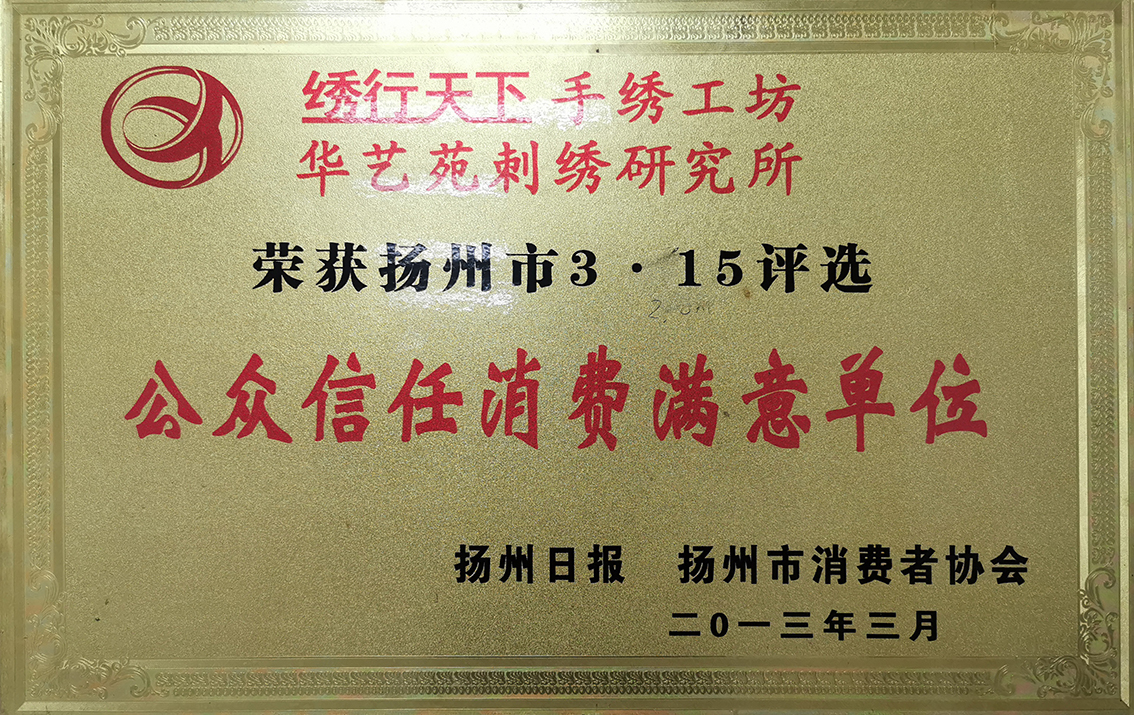 绣行天下 手绣工坊
华艺苑刺绣研究所
荣获扬州市3·15评选
公众信任消费满意单位
扬州日报 扬州市消费者协会
二0一三年三月